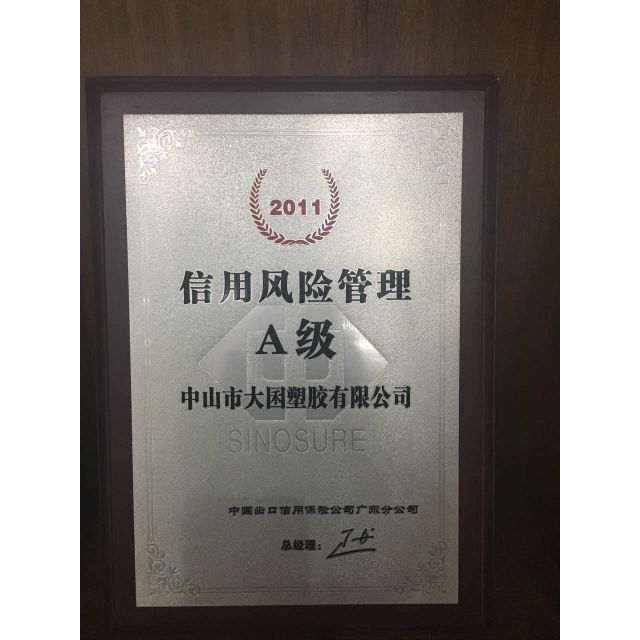 2011
信用风险管理
A级
中山市大困塑胶有限公司
SINOSURE
中国出口信用保险公司广东分公司
总经理：